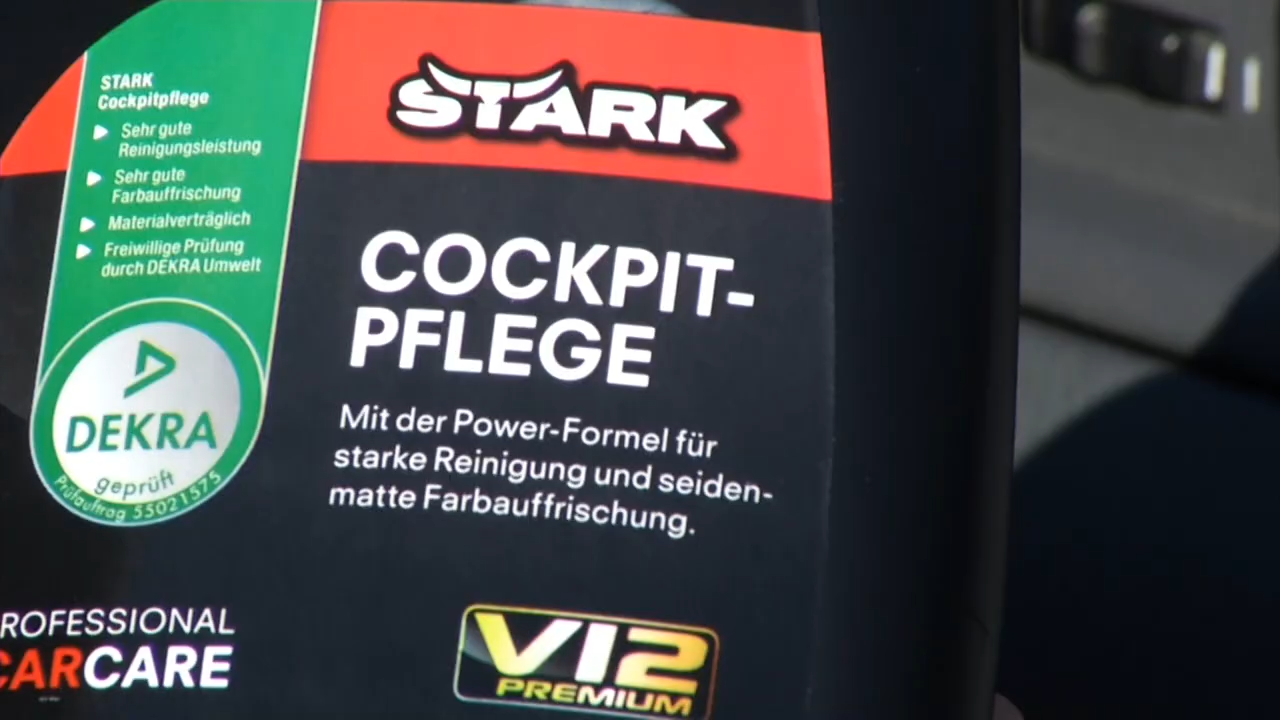 STARK
Cockpitpflege
Sehr gute
Reinigungsleistung
Sehr gute
Farbauffrischung
Materialverträglich
Freiwillige Prüfung
durch DEKRA Umwelt
DEKRA
geprüft
Prüfauftrag 55021575
STARK
COCKPIT-
PFLEGE
Mit der Power-Formel für
starke Reinigung und seiden-
matte Farbauffrischung.
ROFESSIONAL
CARCARE
V12
PREMIUM